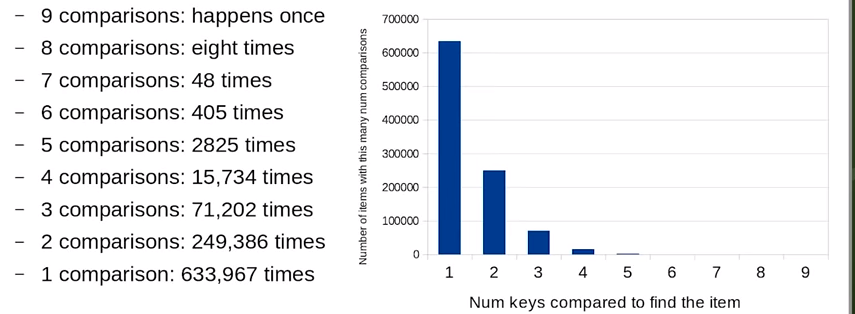 – 9 comparisons: happens once
– 8 comparisons: eight times
– 7 comparisons: 48 times
– 6 comparisons: 405 times
– 5 comparisons: 2825 times
– 4 comparisons: 15,734 times
– 3 comparisons: 71,202 times
– 2 comparisons: 249,386 times
– 1 comparison: 633,967 times
Number of items with this many num comparisons
700000
600000
500000
400000
300000
200000
100000
0
1 2 3 4 5 6 7 8 9
Num keys compared to find the item